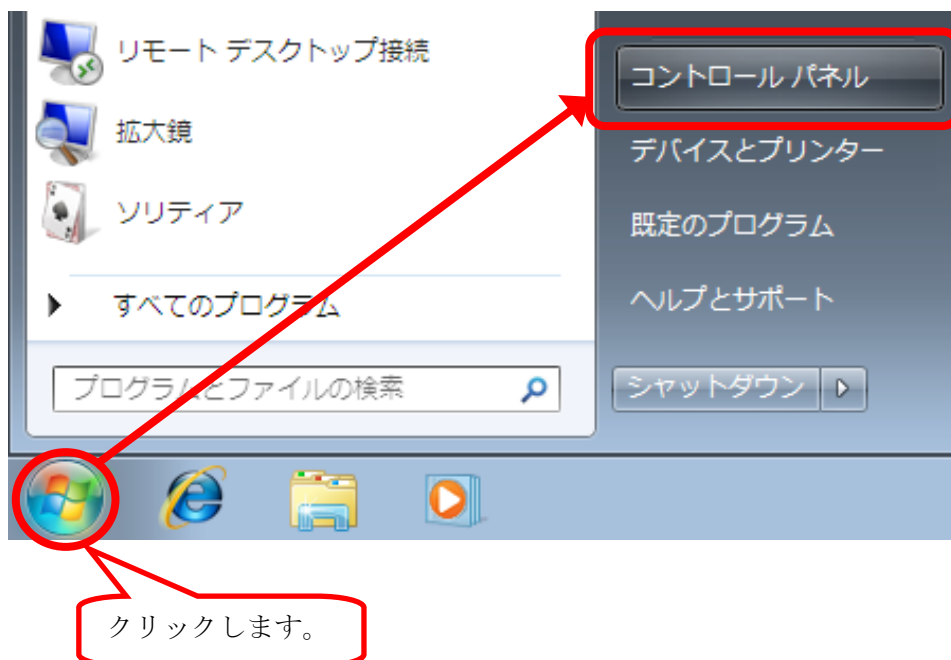 リモート デスクトップ接続
拡大鏡
ソリティア
すべてのプログラム
プログラムとファイルの検索
コントロール パネル
デバイスとプリンター
既定のプログラム
ヘルプとサポート
シャットダウン
クリックします。